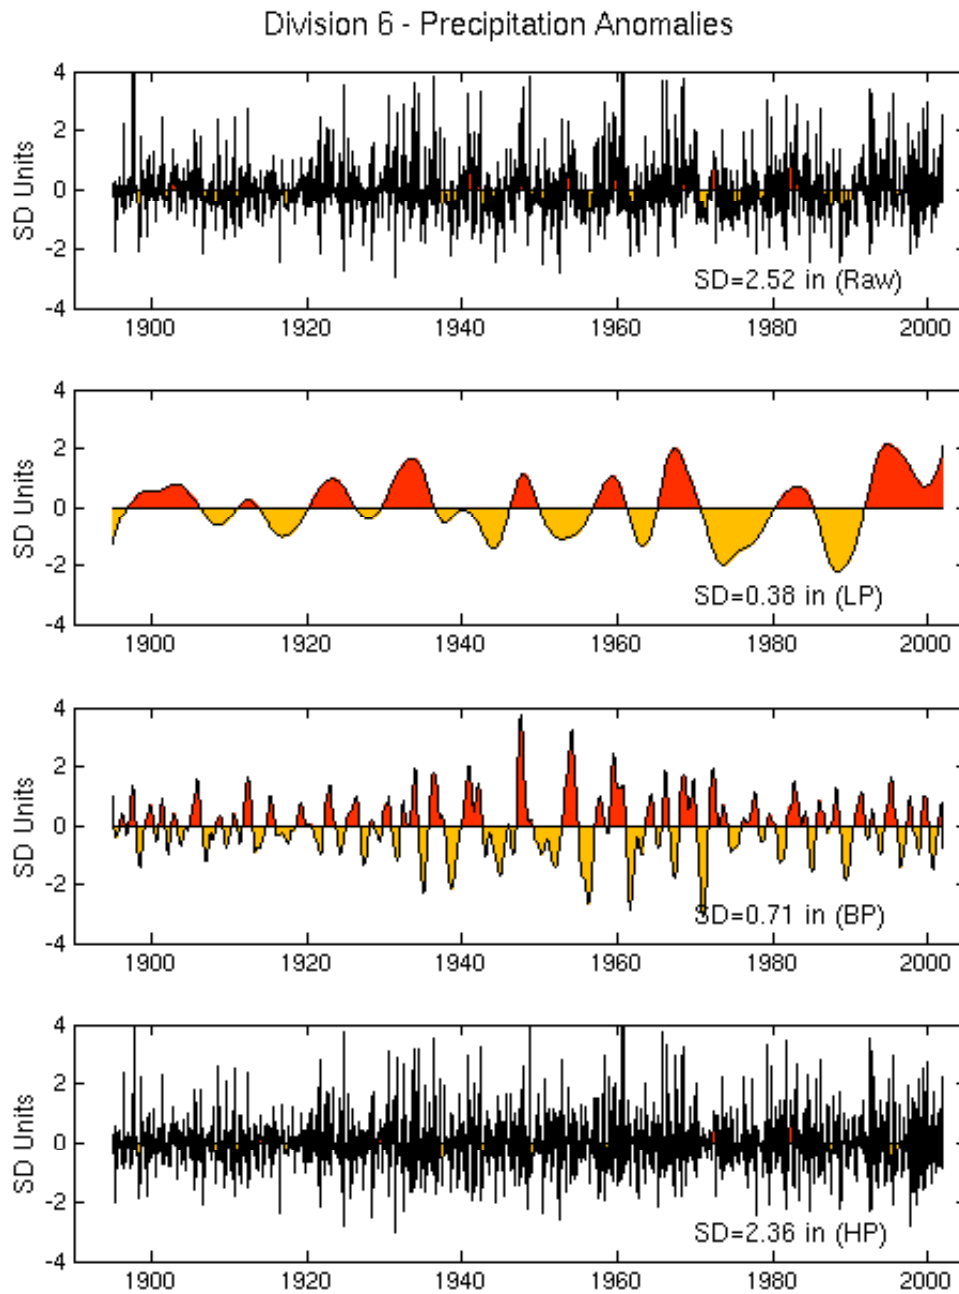 Division 6 - Precipitation Anomalies
4
2
0
-2
-4
SD Units
SD=2.52 in (Raw)
1900 1920 1940 1960 1980 2000
4
2
0
-2
-4
SD Units
SD=0.38 in (LP)
1900 1920 1940 1960 1980 2000
4
2
0
-2
-4
SD Units
SD=0.71 in (BP)
1900 1920 1940 1960 1980 2000
4
2
0
-2
-4
SD Units
SD=2.36 in (HP)
1900 1920 1940 1960 1980 2000